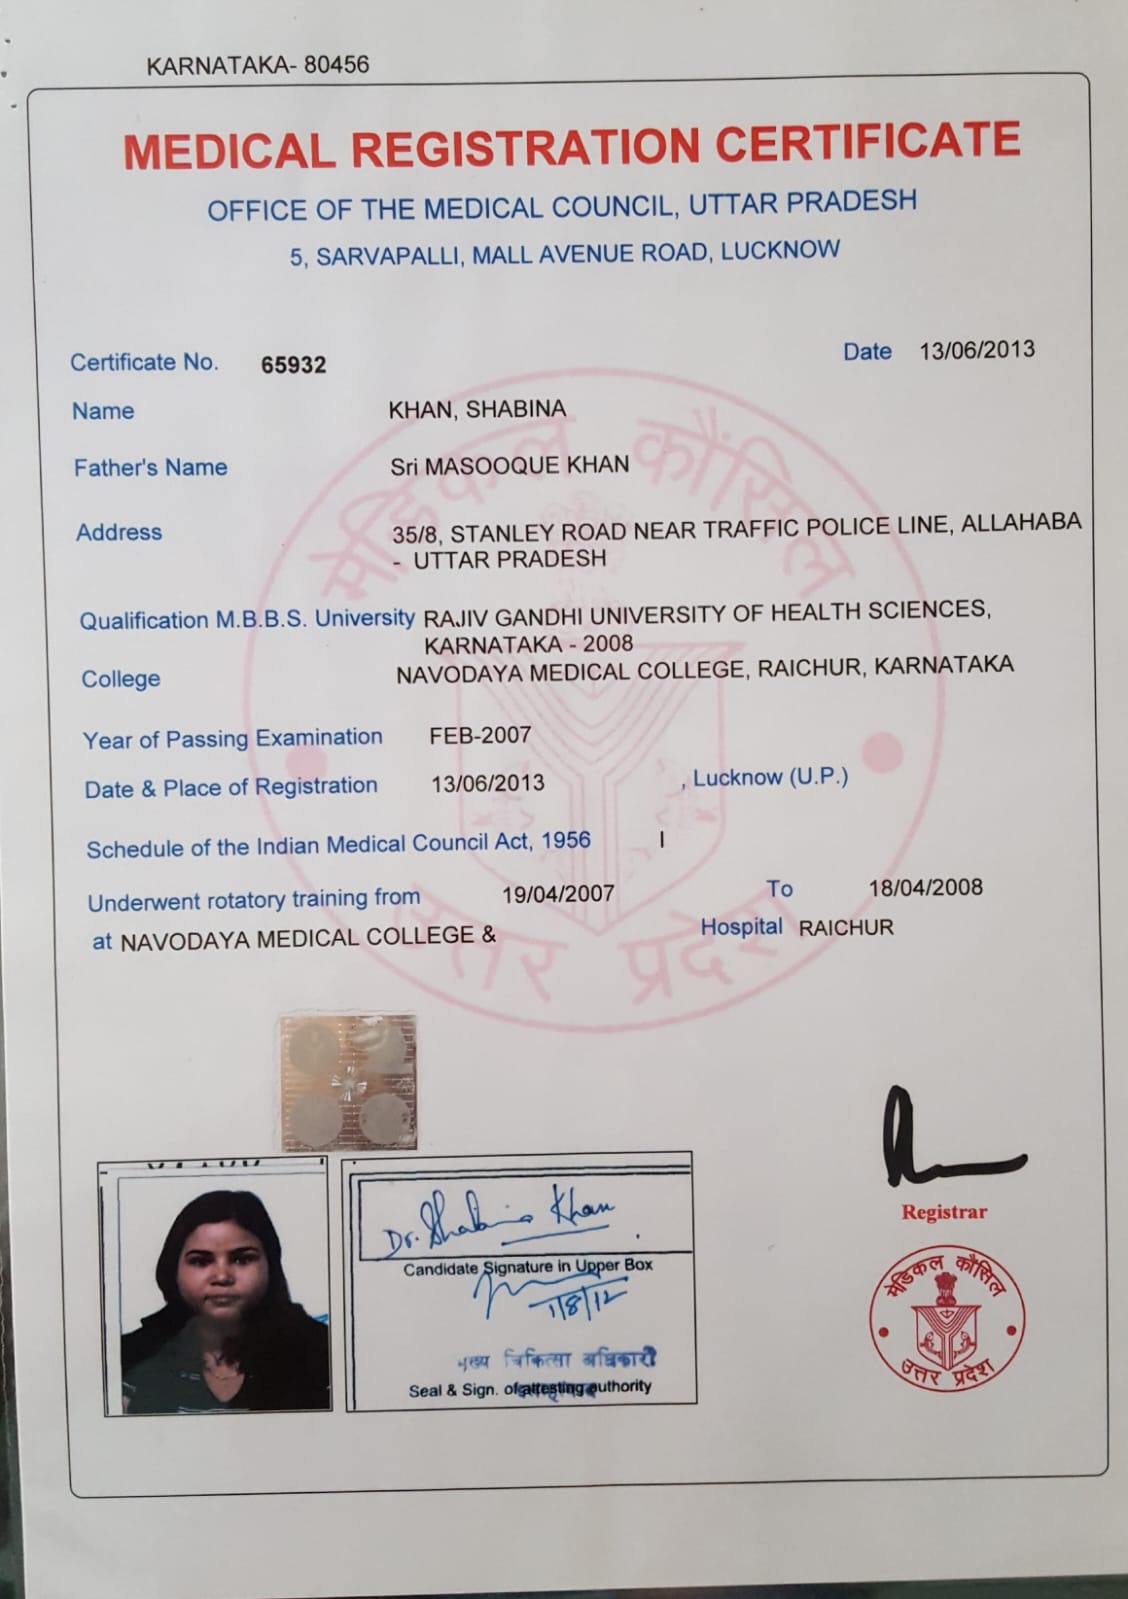 KARNATAKA- 80456
MEDICAL REGISTRATION CERTIFICATE
OFFICE OF THE MEDICAL COUNCIL, UTTAR PRADESH
5, SARVAPALLI, MALL AVENUE ROAD, LUCKNOW
Certificate No. 65932 Date 13/06/2013
Name KHAN, SHABINA
Father's Name Sri MASOOQUE KHAN
Address 35/8, STANLEY ROAD NEAR TRAFFIC POLICE LINE, ALLAHABA
- UTTAR PRADESH
Qualification M.B.B.S. University RAJIV GANDHI UNIVERSITY OF HEALTH SCIENCES,
KARNATAKA - 2008
College NAVODAYA MEDICAL COLLEGE, RAICHUR, KARNATAKA
Year of Passing Examination FEB-2007
Date & Place of Registration 13/06/2013 , Lucknow (U.P.)
Schedule of the Indian Medical Council Act, 1956 I
Underwent rotatory training from 19/04/2007 To 18/04/2008
at NAVODAYA MEDICAL COLLEGE & Hospital RAICHUR
मेडिकल कौंसिल
उत्तर प्रदेश
Dr. Shabina Khan
Candidate Signature in Upper Box
1/8/12
मुख्य चिकित्सा अधिकारी
Seal & Sign. of attesting authority
Registrar
मेडिकल कौंसिल
उत्तर प्रदेश